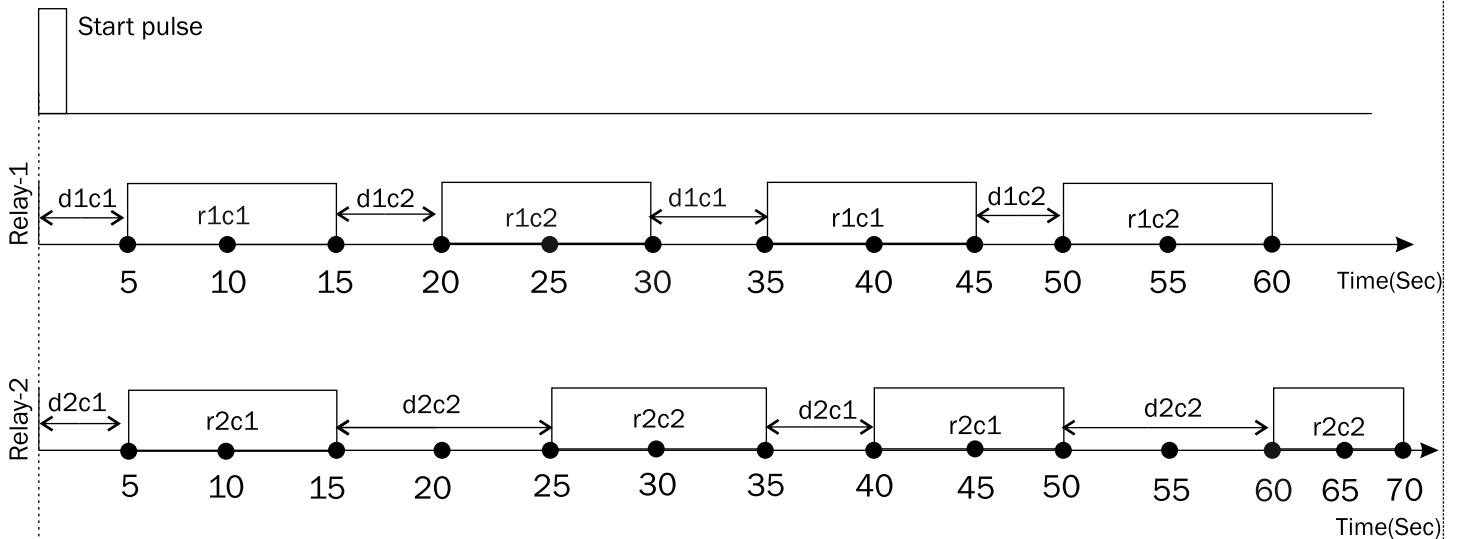 Start pulse
Relay-1
d1c1 r1c1 d1c2 r1c2 d1c1 r1c1 d1c2 r1c2
5 10 15 20 25 30 35 40 45 50 55 60 Time(Sec)
Relay-2
d2c1 r2c1 d2c2 r2c2 d2c1 r2c1 d2c2 r2c2
5 10 15 20 25 30 35 40 45 50 55 60 65 70
Time(Sec)